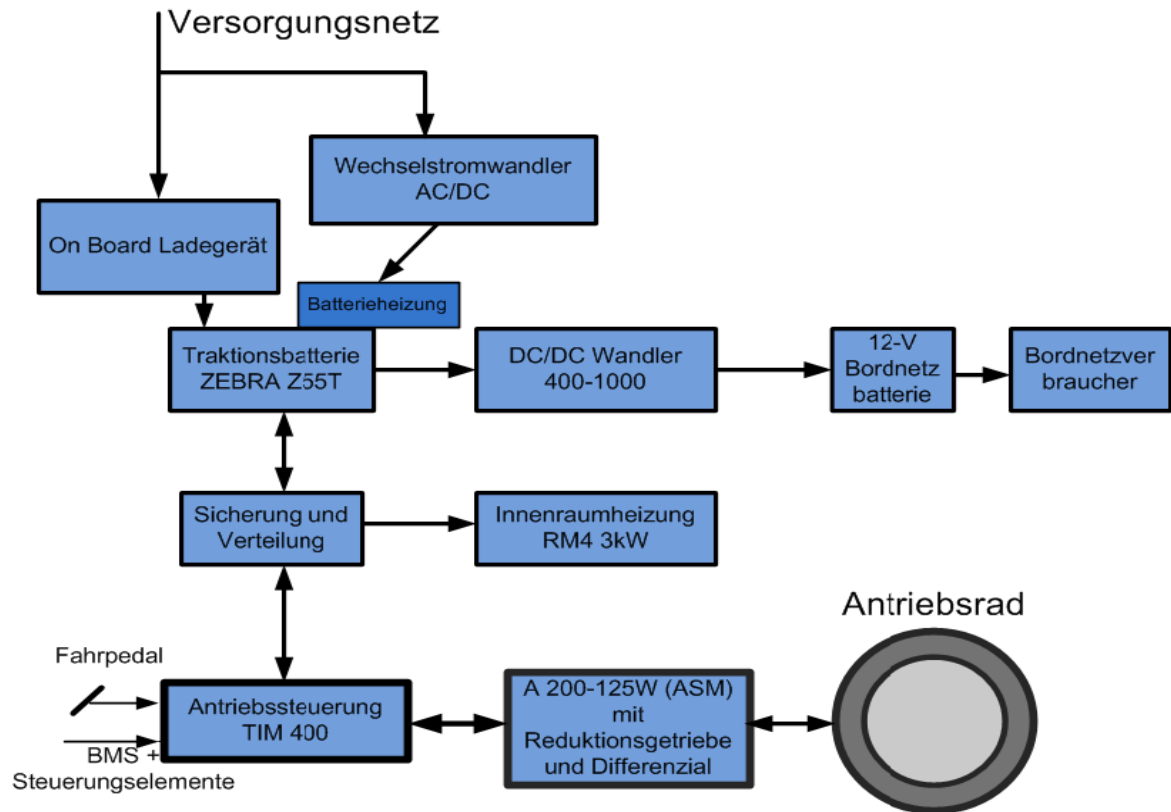 Versorgungsnetz
Wechselstromwandler
AC/DC
On Board Ladegerät
Batterieheizung
Traktionsbatterie
ZEBRA Z55T
DC/DC Wandler
400-1000
12-V
Bordnetz
batterie
Bordnetzver
braucher
Sicherung und
Verteilung
Innenraumheizung
RM4 3kW
Antriebsrad
Fahrpedal
Antriebssteuerung
TIM 400
A 200-125W (ASM)
mit
Reduktionsgetriebe
und Differenzial
BMS +
Steuerungselemente